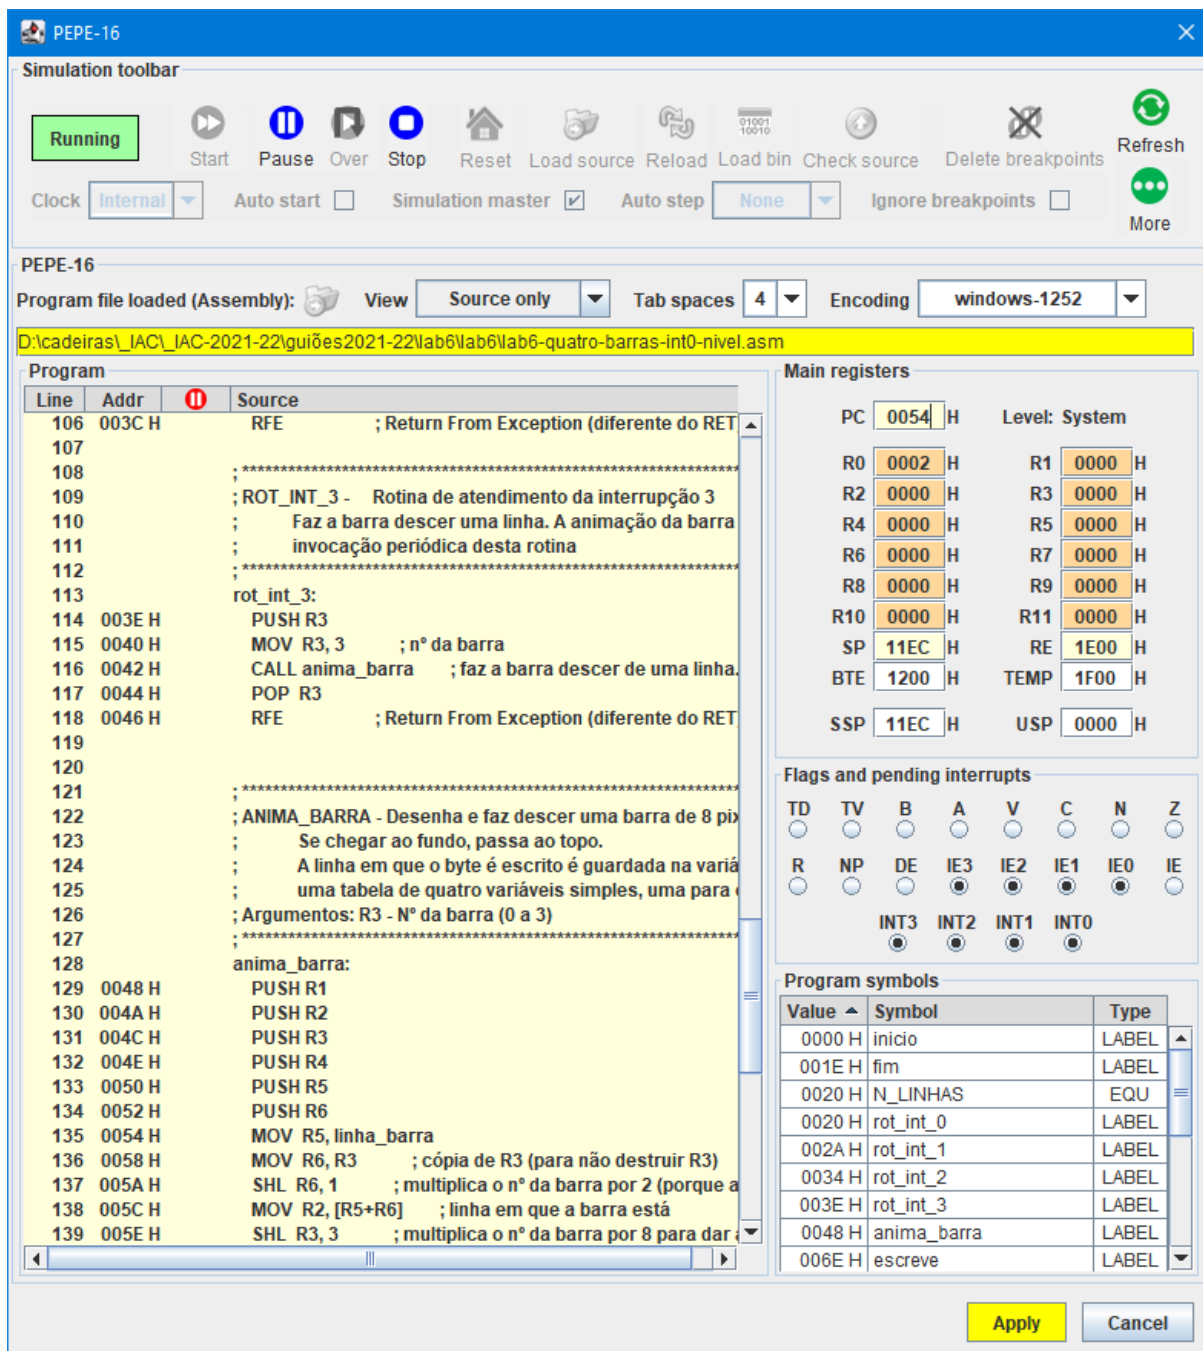 PEPE-16
Simulation toolbar
Running
Start Pause Over Stop Reset Load source Reload Load bin Check source Delete breakpoints Refresh
01001
10010
Clock Internal Auto start Simulation master Auto step None Ignore breakpoints More
PEPE-16
Program file loaded (Assembly): View Source only Tab spaces 4 Encoding windows-1252
D:\cadeiras\_IAC\_IAC-2021-22\guiões2021-22\lab6\lab6\lab6-quatro-barras-int0-nivel.asm
Program
Line Addr Source
106 003C H RFE ; Return From Exception (diferente do RET
107
108 ; **********************************************************************
109 ; ROT_INT_3 - Rotina de atendimento da interrupção 3
110 ; Faz a barra descer uma linha. A animação da barra
111 ; invocação periódica desta rotina
112 ; **********************************************************************
113 rot_int_3:
114 003E H PUSH R3
115 0040 H MOV R3, 3 ; nº da barra
116 0042 H CALL anima_barra ; faz a barra descer de uma linha.
117 0044 H POP R3
118 0046 H RFE ; Return From Exception (diferente do RET
119
120
121 ; **********************************************************************
122 ; ANIMA_BARRA - Desenha e faz descer uma barra de 8 pix
123 ; Se chegar ao fundo, passa ao topo.
124 ; A linha em que o byte é escrito é guardada na variá
125 ; uma tabela de quatro variáveis simples, uma para
126 ; Argumentos: R3 - Nº da barra (0 a 3)
127 ; **********************************************************************
128 anima_barra:
129 0048 H PUSH R1
130 004A H PUSH R2
131 004C H PUSH R3
132 004E H PUSH R4
133 0050 H PUSH R5
134 0052 H PUSH R6
135 0054 H MOV R5, linha_barra
136 0058 H MOV R6, R3 ; cópia de R3 (para não destruir R3)
137 005A H SHL R6, 1 ; multiplica o nº da barra por 2 (porque a
138 005C H MOV R2, [R5+R6] ; linha em que a barra está
139 005E H SHL R3, 3 ; multiplica o nº da barra por 8 para dar
Main registers
PC 0054 H Level: System
R0 0002 H R1 0000 H
R2 0000 H R3 0000 H
R4 0000 H R5 0000 H
R6 0000 H R7 0000 H
R8 0000 H R9 0000 H
R10 0000 H R11 0000 H
SP 11EC H RE 1E00 H
BTE 1200 H TEMP 1F00 H
SSP 11EC H USP 0000 H
Flags and pending interrupts
TD TV B A V C N Z
R NP DE IE3 IE2 IE1 IE0 IE
INT3 INT2 INT1 INT0
Program symbols
Value Symbol Type
0000 H inicio LABEL
001E H fim LABEL
0020 H N_LINHAS EQU
0020 H rot_int_0 LABEL
002A H rot_int_1 LABEL
0034 H rot_int_2 LABEL
003E H rot_int_3 LABEL
0048 H anima_barra LABEL
006E H escreve LABEL
Apply Cancel